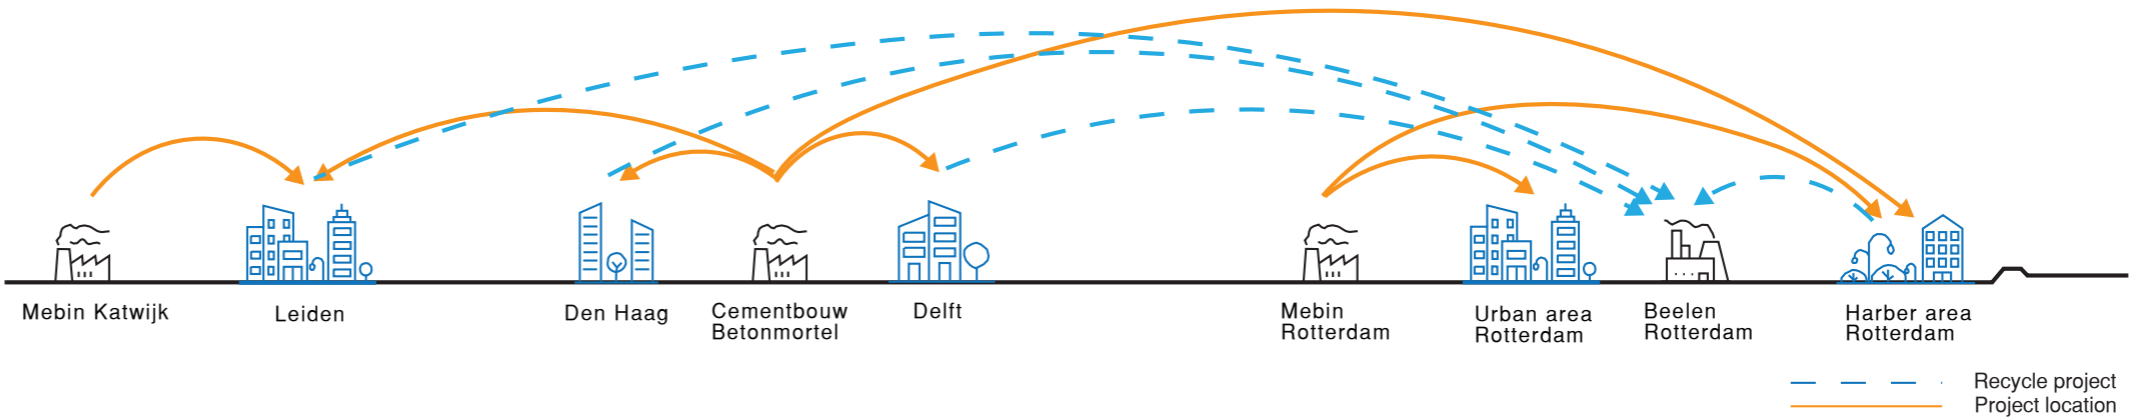 Mebin Katwijk
Leiden
Den Haag
Cementbouw
Betonmortel
Delft
Mebin
Rotterdam
Urban area
Rotterdam
Beelen
Rotterdam
Harber area
Rotterdam
Recycle project
Project location